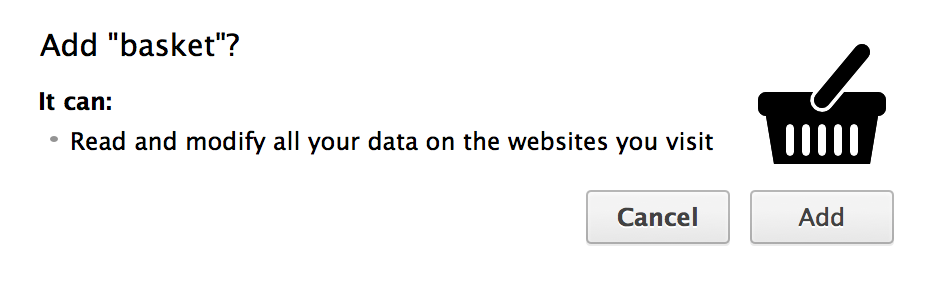 Add "basket"?
It can:
Read and modify all your data on the websites you visit
Cancel Add